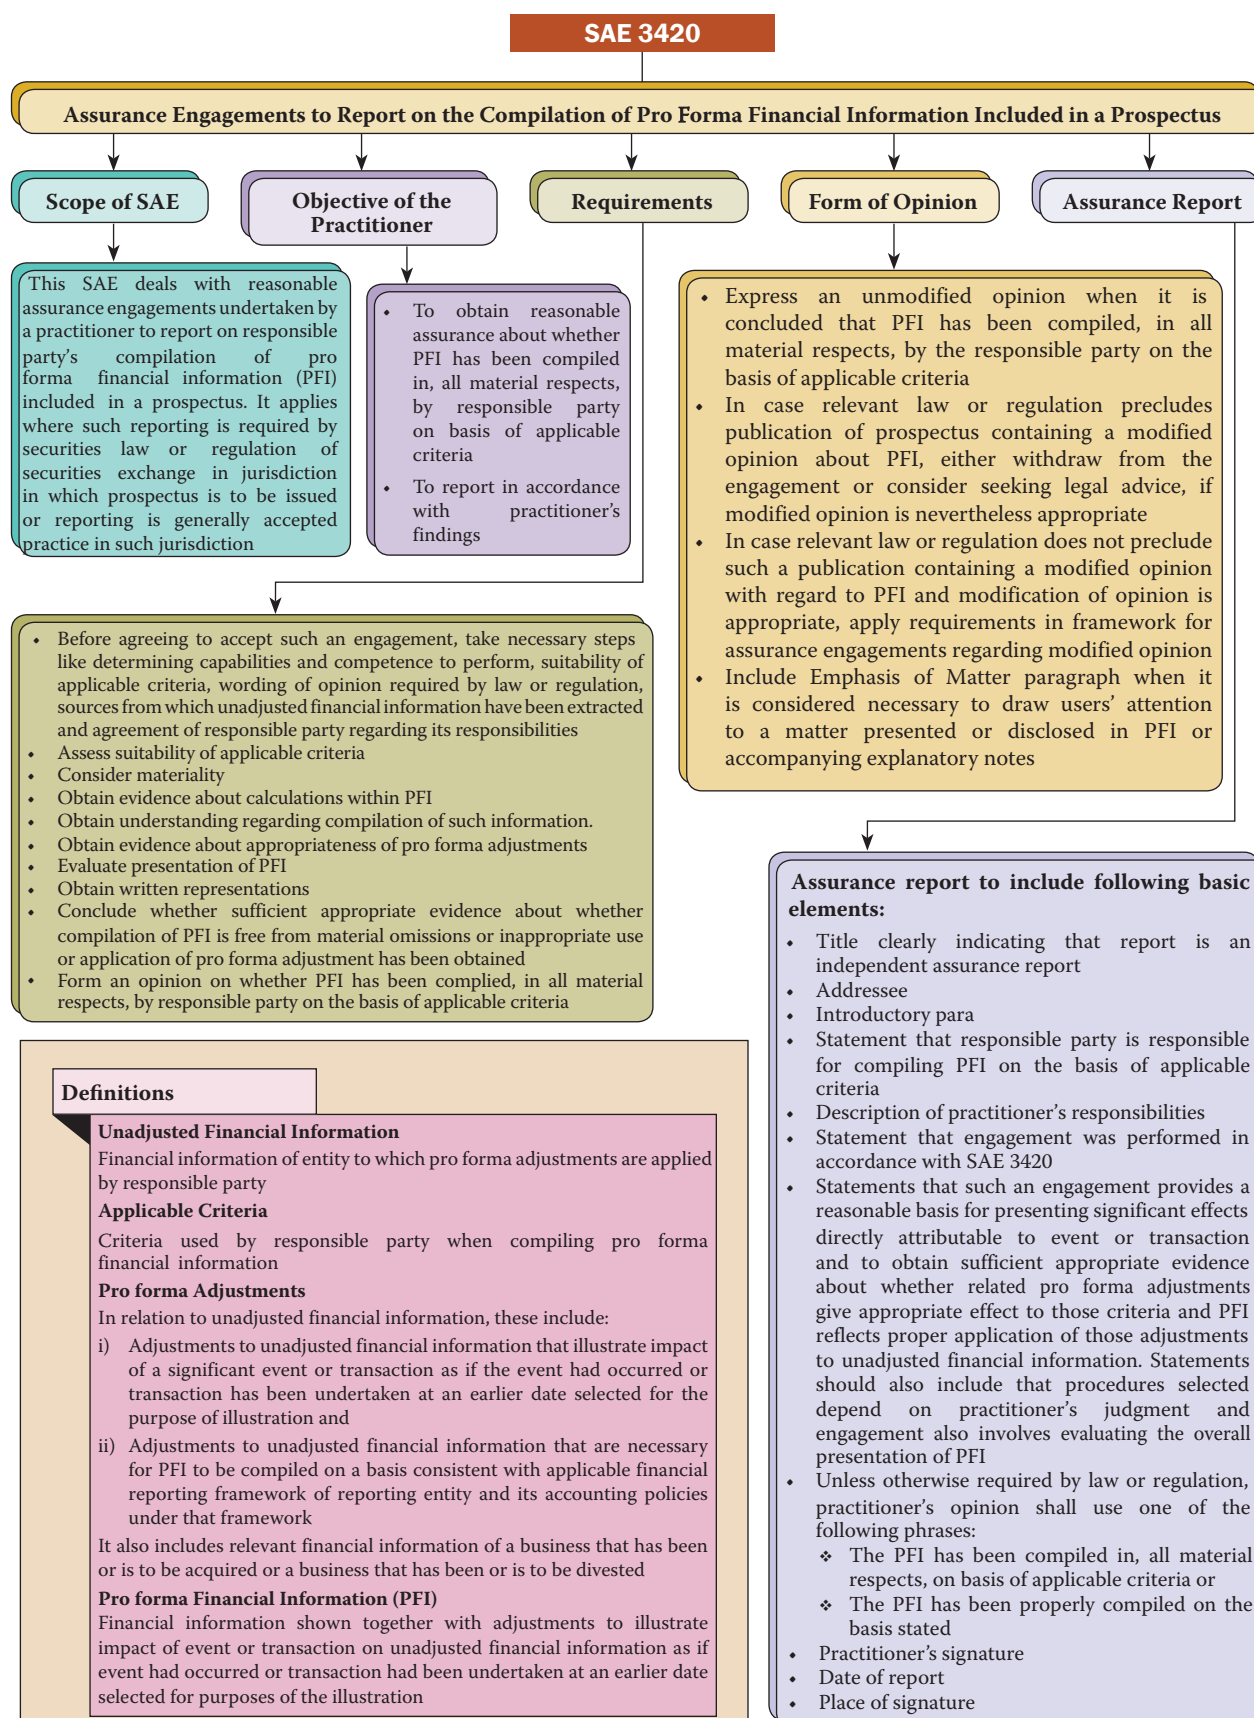 SAE 3420
Assurance Engagements to Report on the Compilation of Pro Forma Financial Information Included in a Prospectus
Scope of SAE
Objective of the
Practitioner
Requirements
Form of Opinion
Assurance Report
This SAE deals with reasonable
assurance engagements undertaken by
a practitioner to report on responsible
party's compilation of pro
forma financial information (PFI)
included in a prospectus. It applies
where such reporting is required by
securities law or regulation of
securities exchange in jurisdiction
in which prospectus is to be issued
or reporting is generally accepted
practice in such jurisdiction
• To obtain reasonable
assurance about whether
PFI has been compiled
in, all material respects,
by responsible party
on basis of applicable
criteria
• To report in accordance
with practitioner's
findings
• Express an unmodified opinion when it is
concluded that PFI has been compiled, in all
material respects, by the responsible party on the
basis of applicable criteria
• In case relevant law or regulation precludes
publication of prospectus containing a modified
opinion about PFI, either withdraw from the
engagement or consider seeking legal advice, if
modified opinion is nevertheless appropriate
• In case relevant law or regulation does not preclude
such a publication containing a modified opinion
with regard to PFI and modification of opinion is
appropriate, apply requirements in framework for
assurance engagements regarding modified opinion
• Include Emphasis of Matter paragraph when it
is considered necessary to draw users' attention
to a matter presented or disclosed in PFI or
accompanying explanatory notes
• Before agreeing to accept such an engagement, take necessary steps
like determining capabilities and competence to perform, suitability of
applicable criteria, wording of opinion required by law or regulation,
sources from which unadjusted financial information have been extracted
and agreement of responsible party regarding its responsibilities
• Assess suitability of applicable criteria
• Consider materiality
• Obtain evidence about calculations within PFI
• Obtain understanding regarding compilation of such information.
• Obtain evidence about appropriateness of pro forma adjustments
• Evaluate presentation of PFI
• Obtain written representations
• Conclude whether sufficient appropriate evidence about whether
compilation of PFI is free from material omissions or inappropriate use
or application of pro forma adjustment has been obtained
• Form an opinion on whether PFI has been complied, in all material
respects, by responsible party on the basis of applicable criteria
Definitions
Unadjusted Financial Information
Financial information of entity to which pro forma adjustments are applied
by responsible party
Applicable Criteria
Criteria used by responsible party when compiling pro forma
financial information
Pro forma Adjustments
In relation to unadjusted financial information, these include:
i) Adjustments to unadjusted financial information that illustrate impact
of a significant event or transaction as if the event had occurred or
transaction has been undertaken at an earlier date selected for the
purpose of illustration and
ii) Adjustments to unadjusted financial information that are necessary
for PFI to be compiled on a basis consistent with applicable financial
reporting framework of reporting entity and its accounting policies
under that framework
It also includes relevant financial information of a business that has been
or is to be acquired or a business that has been or is to be divested
Pro forma Financial Information (PFI)
Financial information shown together with adjustments to illustrate
impact of event or transaction on unadjusted financial information as if
event had occurred or transaction had been undertaken at an earlier date
selected for purposes of the illustration
Assurance report to include following basic
elements:
• Title clearly indicating that report is an
independent assurance report
• Addressee
• Introductory para
• Statement that responsible party is responsible
for compiling PFI on the basis of applicable
criteria
• Description of practitioner's responsibilities
• Statement that engagement was performed in
accordance with SAE 3420
• Statements that such an engagement provides a
reasonable basis for presenting significant effects
directly attributable to event or transaction
and to obtain sufficient appropriate evidence
about whether related pro forma adjustments
give appropriate effect to those criteria and PFI
reflects proper application of those adjustments
to unadjusted financial information. Statements
should also include that procedures selected
depend on practitioner's judgment and
engagement also involves evaluating the overall
presentation of PFI
• Unless otherwise required by law or regulation,
practitioner's opinion shall use one of the
following phrases:
❖ The PFI has been compiled in, all material
respects, on basis of applicable criteria or
❖ The PFI has been properly compiled on the
basis stated
• Practitioner's signature
• Date of report
• Place of signature